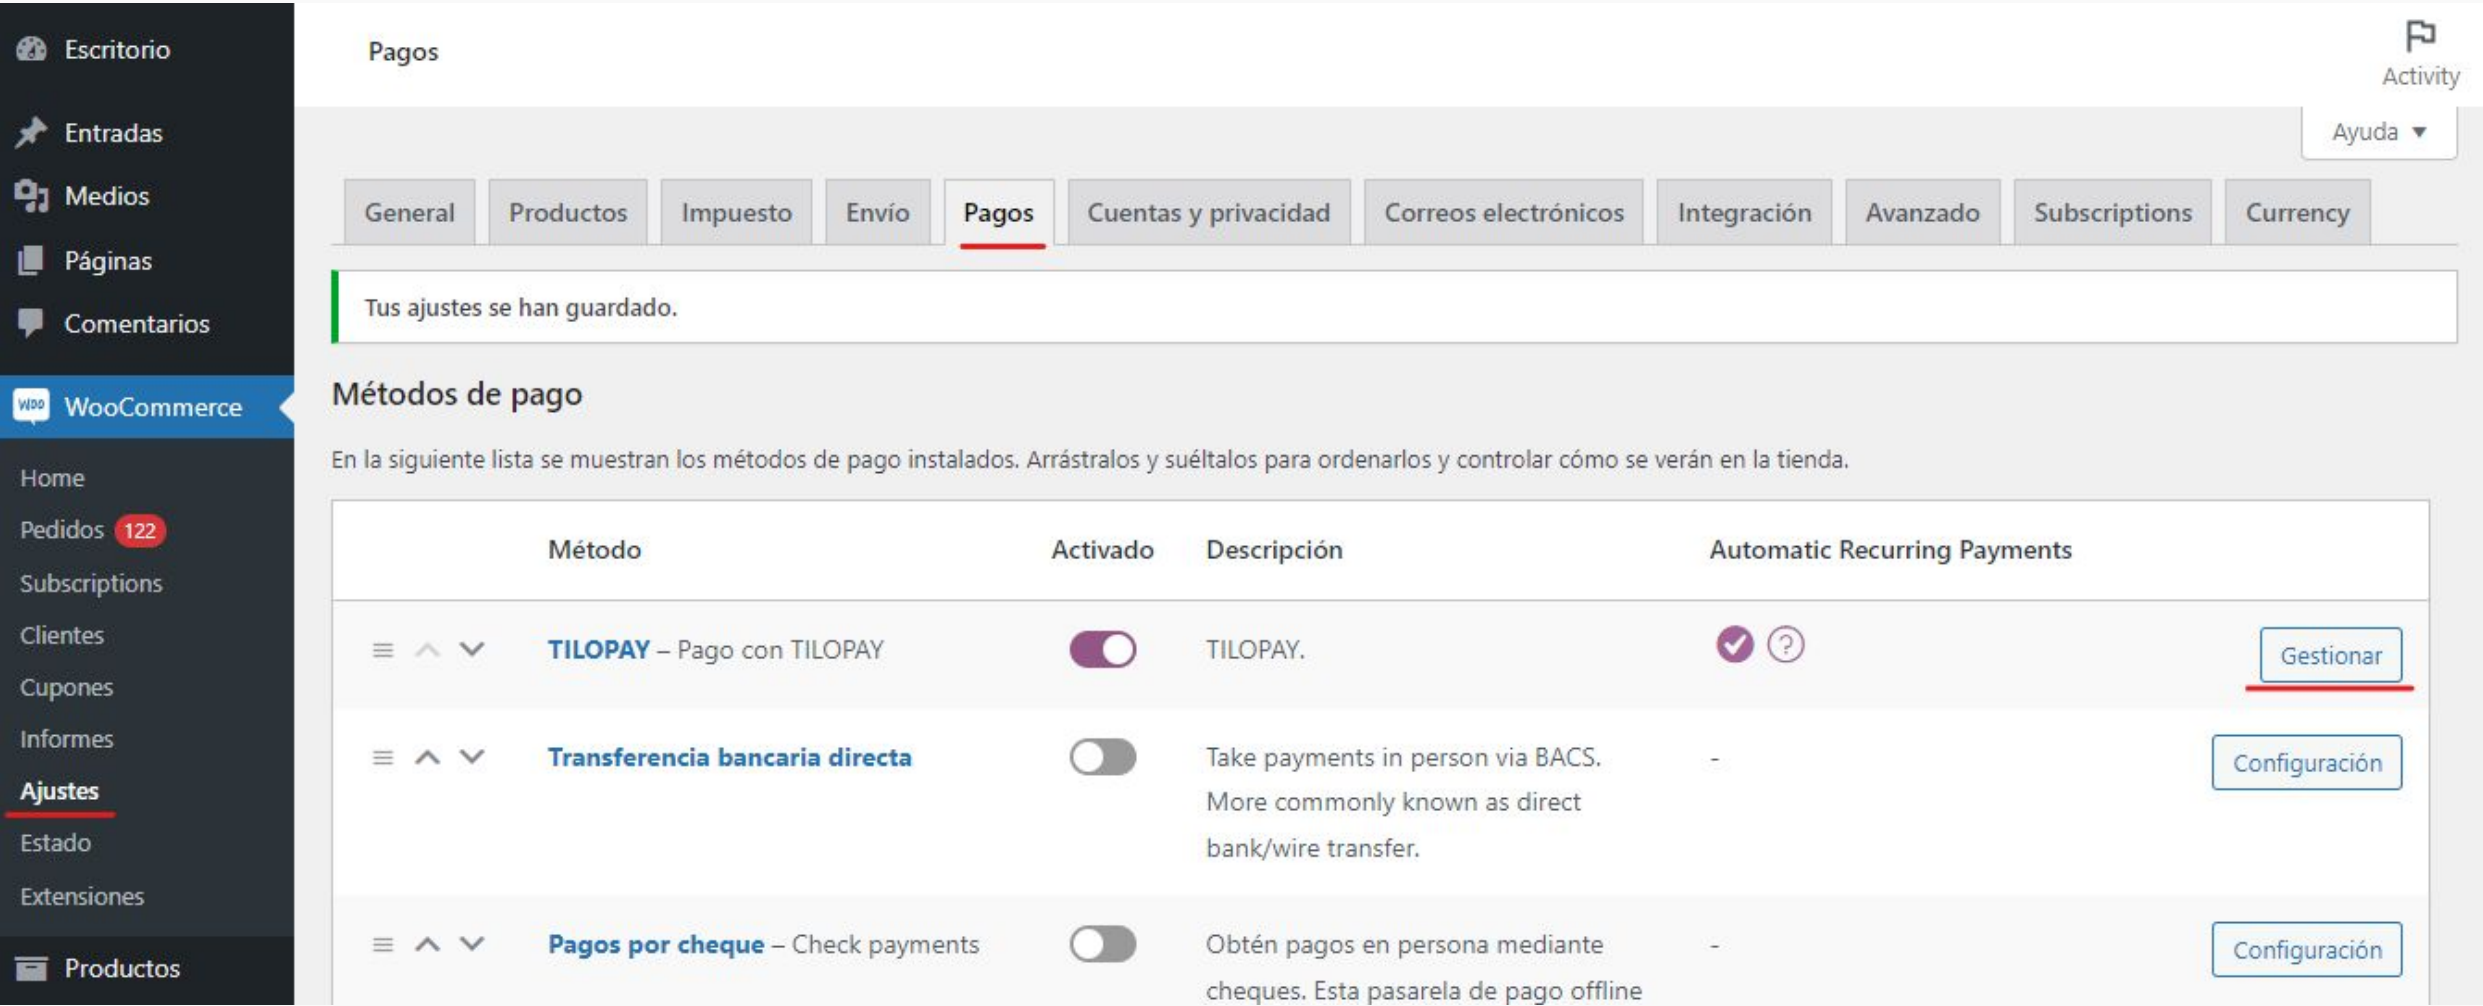 Escritorio
Entradas
Medios
Páginas
Comentarios
Woo WooCommerce
Home
Pedidos 122
Subscriptions
Clientes
Cupones
Informes
Ajustes
Estado
Extensiones
Productos
Pagos
Activity
Ayuda
General Productos Impuesto Envío Pagos Cuentas y privacidad Correos electrónicos Integración Avanzado Subscriptions Currency
Tus ajustes se han guardado.
Métodos de pago
En la siguiente lista se muestran los métodos de pago instalados. Arrástralos y suéltalos para ordenarlos y controlar cómo se verán en la tienda.
Método Activado Descripción Automatic Recurring Payments
TILOPAY – Pago con TILOPAY TILOPAY. ? Gestionar
Transferencia bancaria directa Take payments in person via BACS. - Configuración
More commonly known as direct
bank/wire transfer.
Pagos por cheque – Check payments Obtén pagos en persona mediante - Configuración
cheques. Esta pasarela de pago offline